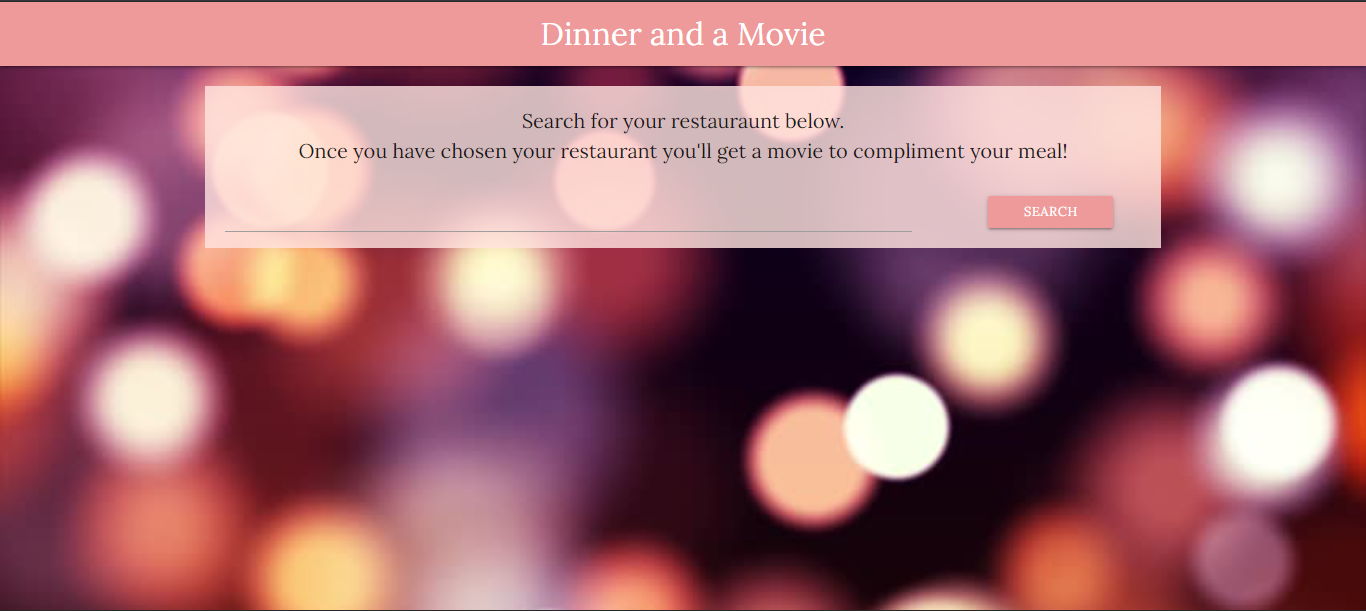 Dinner and a Movie
Search for your restauraunt below.
Once you have chosen your restaurant you'll get a movie to compliment your meal!
SEARCH